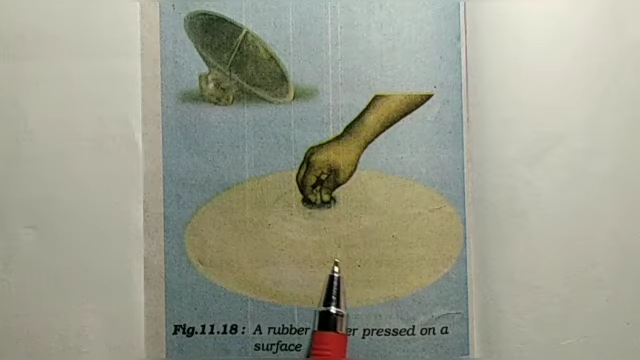 Fig.11.18 : A rubber er pressed on a
surface